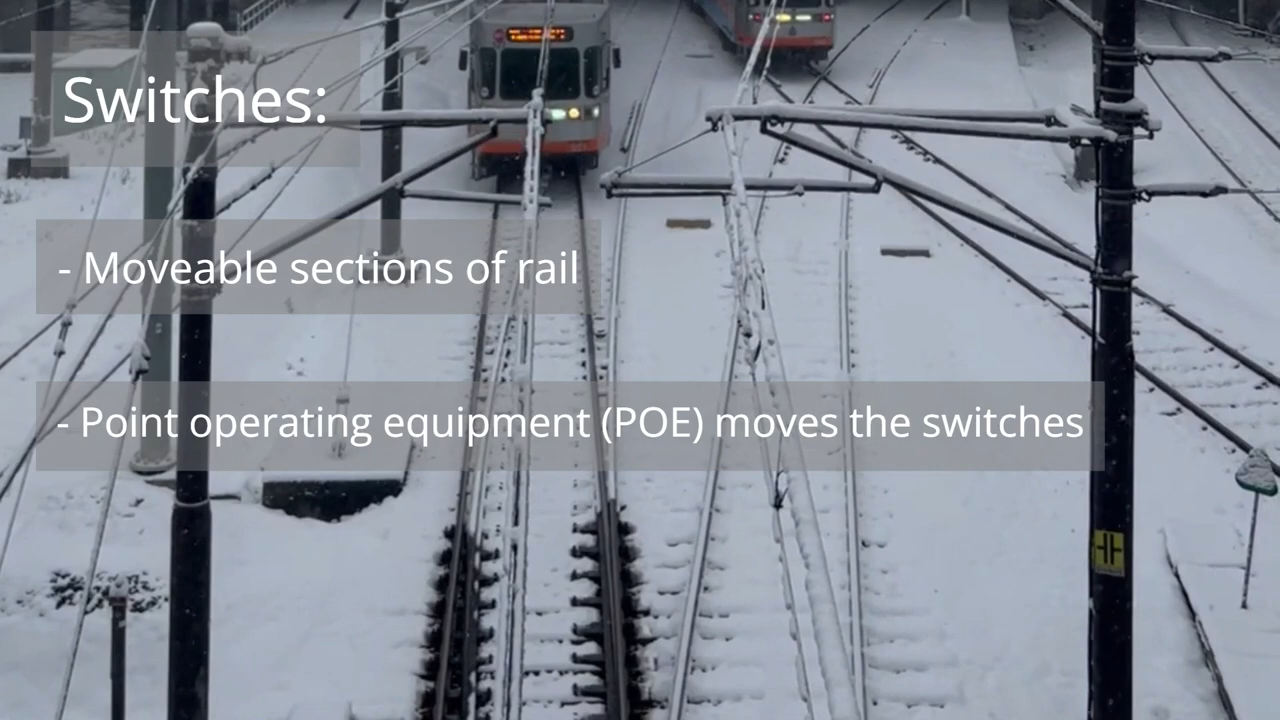 Switches:
- Moveable sections of rail
- Point operating equipment (POE) moves the switches